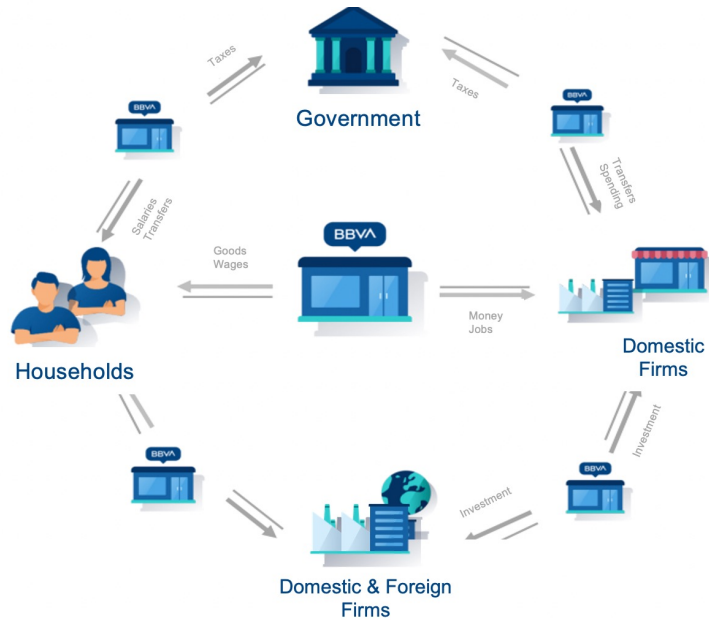 Taxes
Taxes
Government
BBVA
BBVA
Salaries
Transfers
Transfers
Spending
BBVA
Goods
Wages
Money
Jobs
Households
Domestic
Firms
BBVA
BBVA
Investment
Investment
Domestic & Foreign
Firms